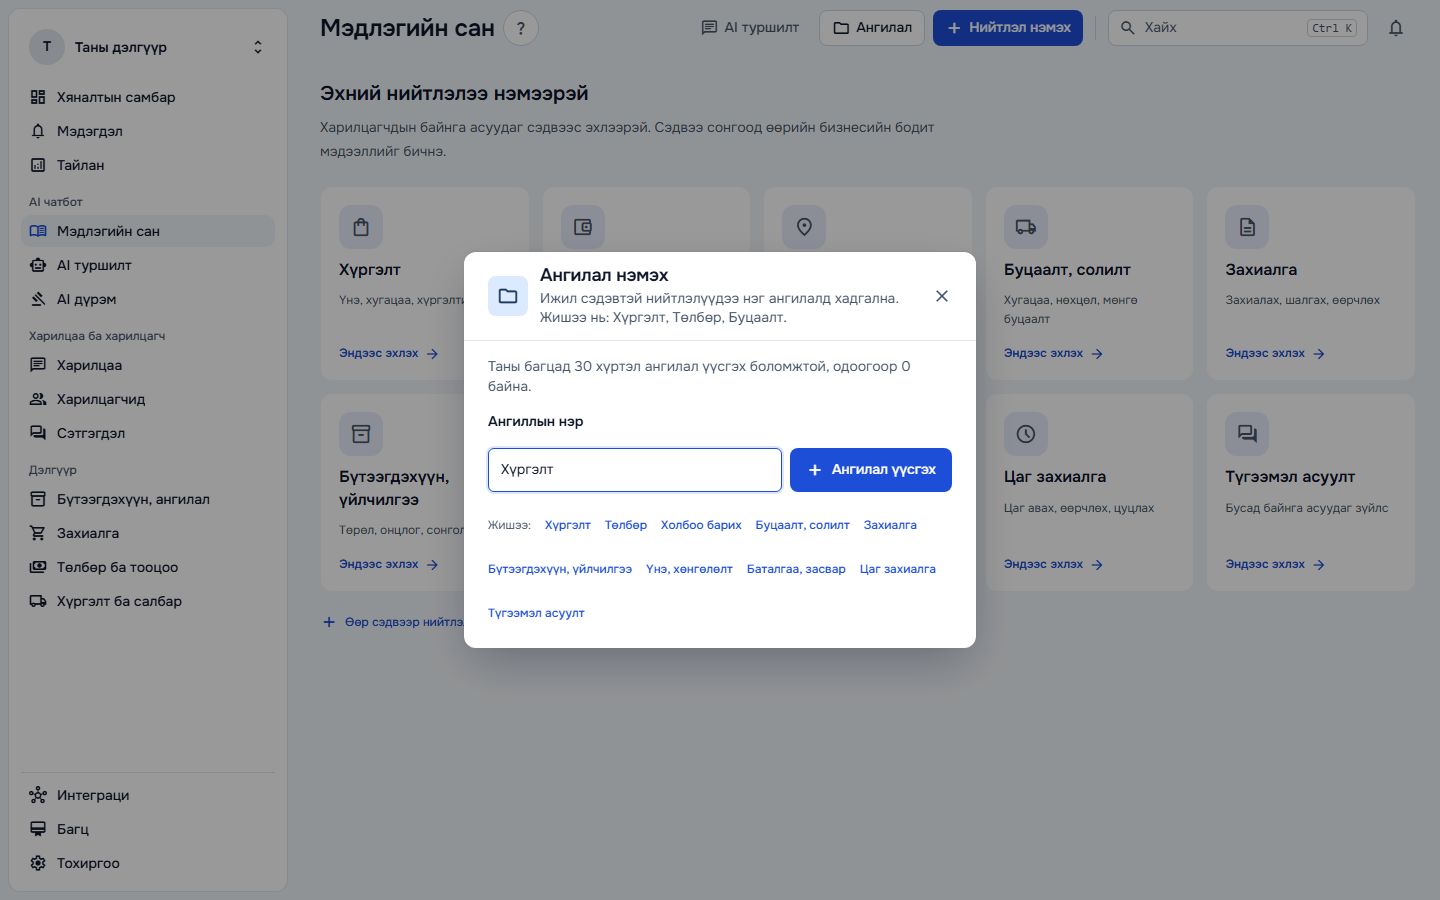 Т
Таны дэлгүүр
Хяналтын самбар
Мэдэгдэл
Тайлан
AI чатбот
Мэдлэгийн сан
AI туршилт
AI дүрэм
Харилцаа ба харилцагч
Харилцаа
Харилцагчид
Сэтгэгдэл
Дэлгүүр
Бүтээгдэхүүн, ангилал
Захиалга
Төлбөр ба тооцоо
Хүргэлт ба салбар
Интеграци
Багц
Тохиргоо
Мэдлэгийн сан
?
AI туршилт
Ангилал
Нийтлэл нэмэх
Хайх
Ctrl K
Эхний нийтлэлээ нэмээрэй
Харилцагчдын байнга асуудаг сэдвээс эхлээрэй. Сэдвээ сонгоод өөрийн бизнесийн бодит
мэдээллийг бичнэ.
Хүргэлт
Үнэ, хугацаа, хүргэлт
Эндээс эхлэх
Буцаалт, солилт
Хугацаа, нөхцөл, мөнгө
буцаалт
Эндээс эхлэх
Захиалга
Захиалах, шалгах, өөрчлөх
Эндээс эхлэх
Бүтээгдэхүүн,
үйлчилгээ
Төрөл, онцлог, сонгол
Эндээс эхлэх
Цаг захиалга
Цаг авах, өөрчлөх, цуцлах
Эндээс эхлэх
Түгээмэл асуулт
Бусад байнга асуудаг зүйлс
Эндээс эхлэх
Өөр сэдвээр нийтлэ
Ангилал нэмэх
Ижил сэдэвтэй нийтлэлүүдээ нэг ангилалд хадгална.
Жишээ нь: Хүргэлт, Төлбөр, Буцаалт.
Таны багцад 30 хүртэл ангилал үүсгэх боломжтой, одоогоор 0
байна.
Ангиллын нэр
Хүргэлт
Ангилал үүсгэх
Жишээ: Хүргэлт Төлбөр Холбоо барих Буцаалт, солилт Захиалга
Бүтээгдэхүүн, үйлчилгээ Үнэ, хөнгөлөлт Баталгаа, засвар Цаг захиалга
Түгээмэл асуулт